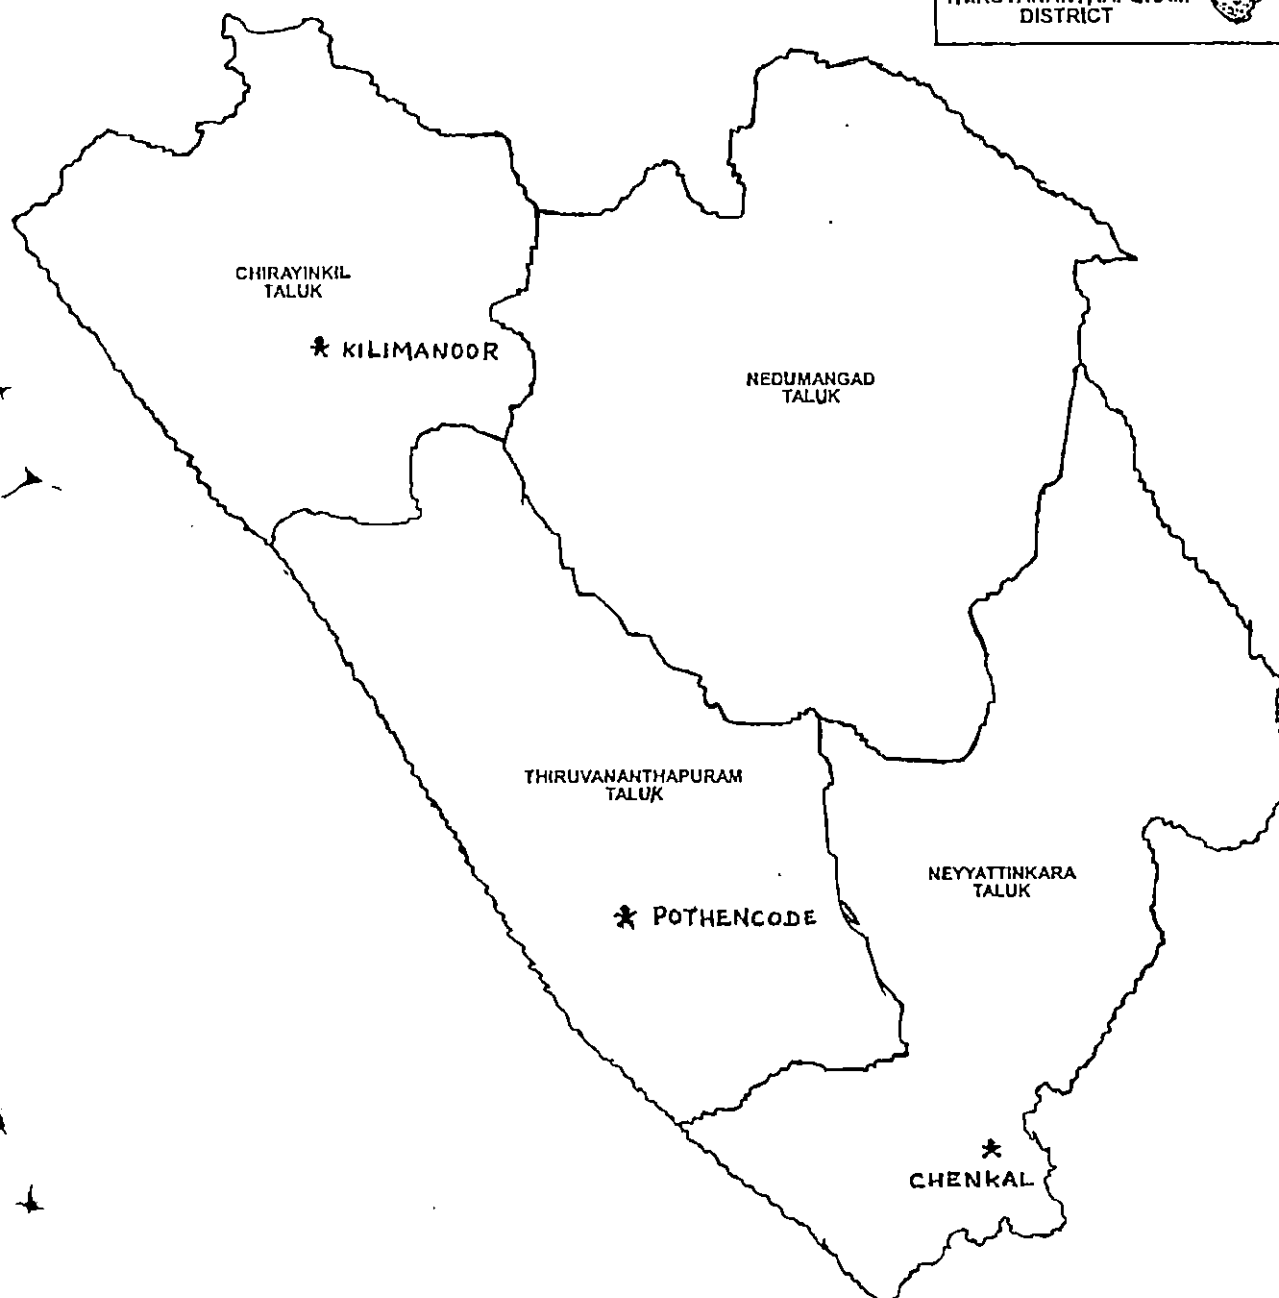 DISTRICT
CHIRAYINKIL
TALUK
KILIMANOOR
NEDUMANGAD
TALUK
THIRUVANANTHAPURAM
TALUK
POTHENCODE
NEYYATTINKARA
TALUK
CHENKAL